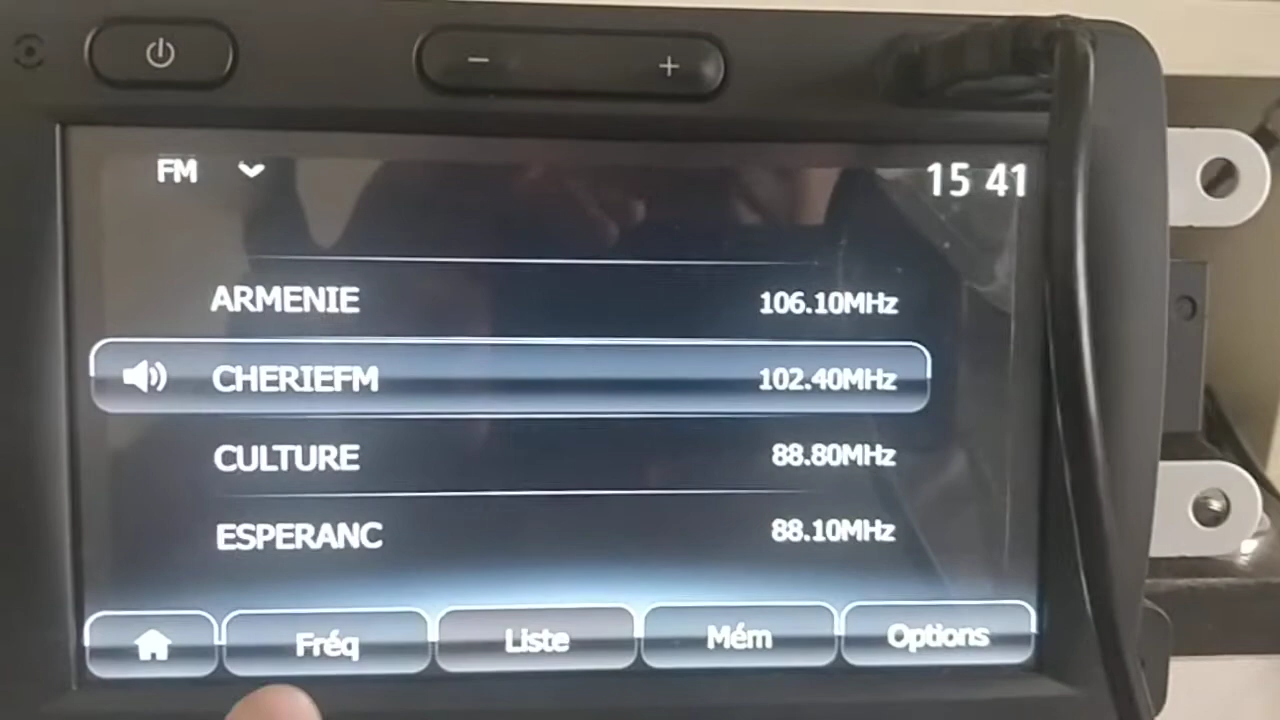 FM
15 41
ARMENIE 106.10MHz
CHERIEFM 102.40MHz
CULTURE 88.80MHz
ESPERANC 88.10MHz
Fréq Liste Mém Options